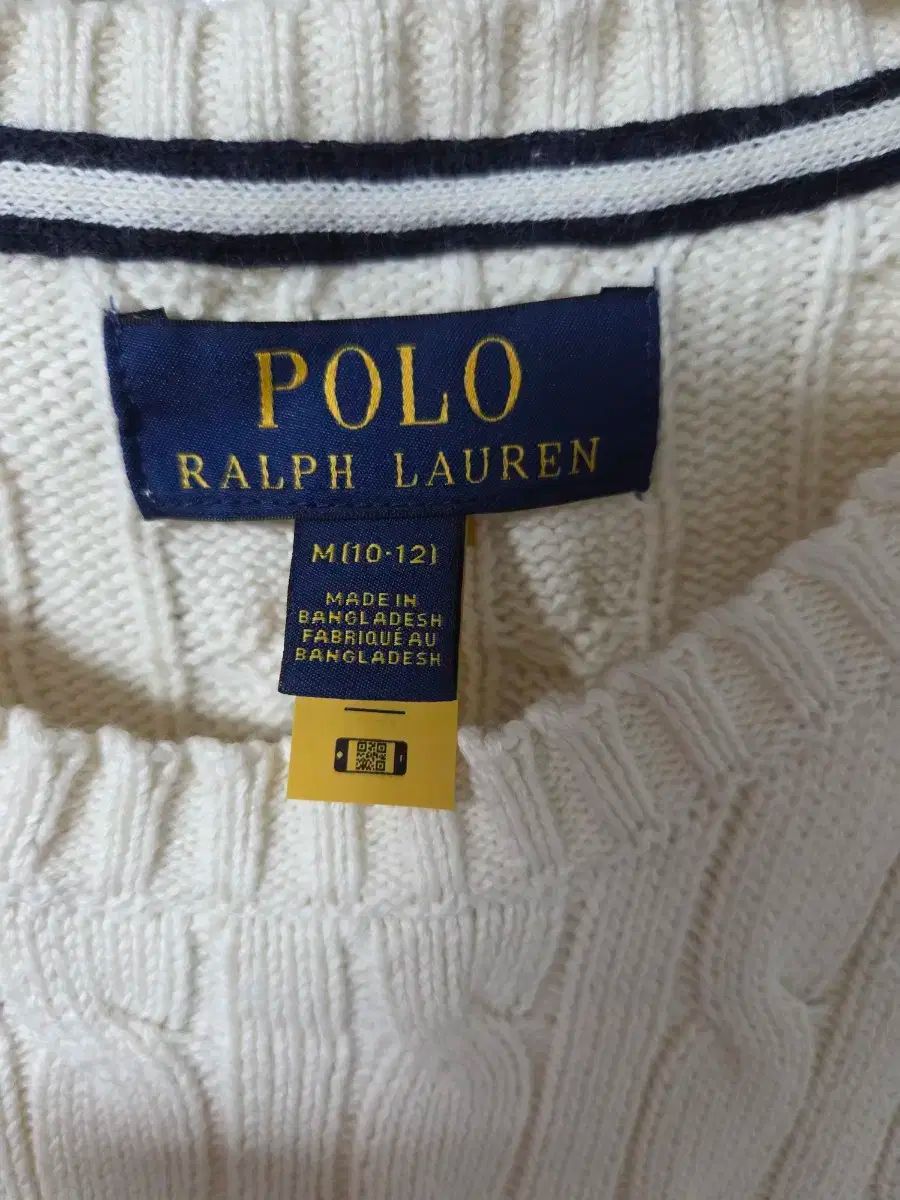 POLO
RALPH LAUREN
M(10-12)
MADE IN
BANGLADESH
FABRIQUÉ AU
BANGLADESH